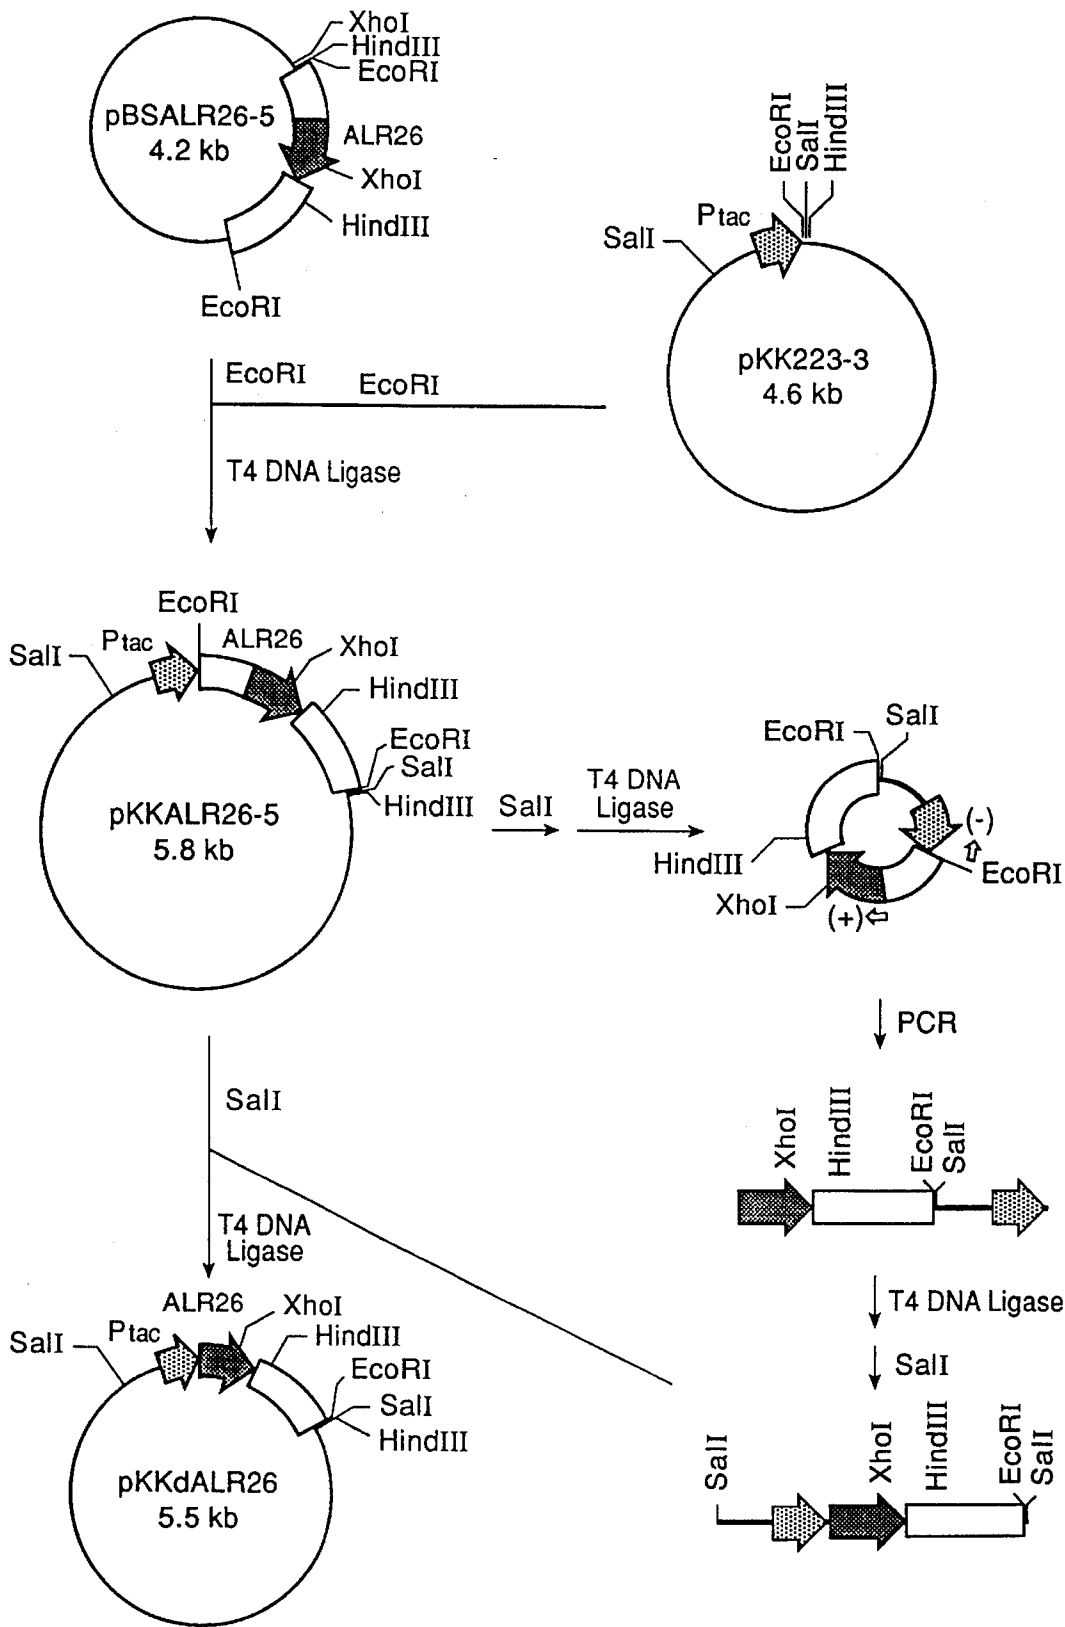 XhoI
HindIII
EcoRI
pBSALR26-5
4.2 kb
ALR26
XhoI
HindIII
EcoRI
EcoRI
SalI
HindIII
Ptac
SalI
pKK223-3
4.6 kb
EcoRI
EcoRI
T4 DNA Ligase
EcoRI
Ptac
ALR26
XhoI
SalI
HindIII
EcoRI
SalI
HindIII
pKKALR26-5
5.8 kb
SalI
T4 DNA
Ligase
EcoRI
SalI
(-)
HindIII
EcoRI
XhoI
(+)
PCR
XhoI
HindIII
EcoRI
SalI
T4 DNA Ligase
SalI
SalI
XhoI
HindIII
EcoRI
SalI
SalI
T4 DNA
Ligase
ALR26
XhoI
Ptac
HindIII
SalI
EcoRI
SalI
HindIII
pKKdALR26
5.5 kb